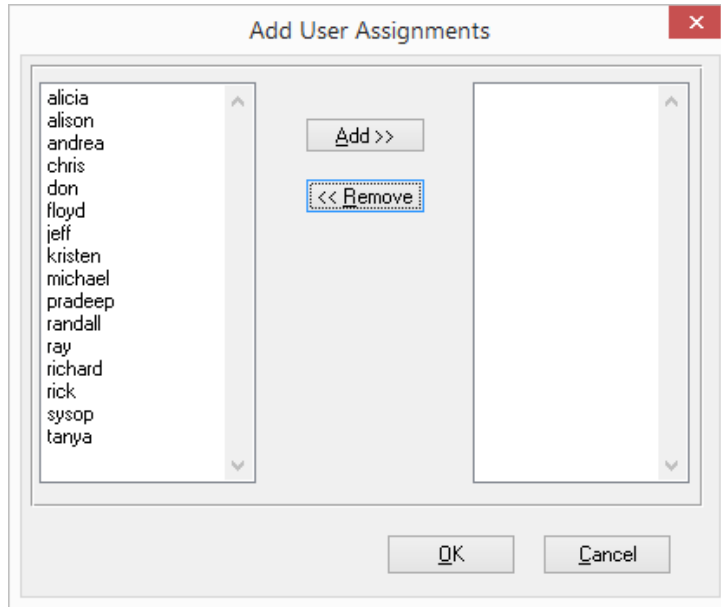 Add User Assignments
alicia
alison
andrea
chris
don
floyd
jeff
kristen
michael
pradeep
randall
ray
richard
rick
sysop
tanya
Add >>
<< Remove
OK
Cancel